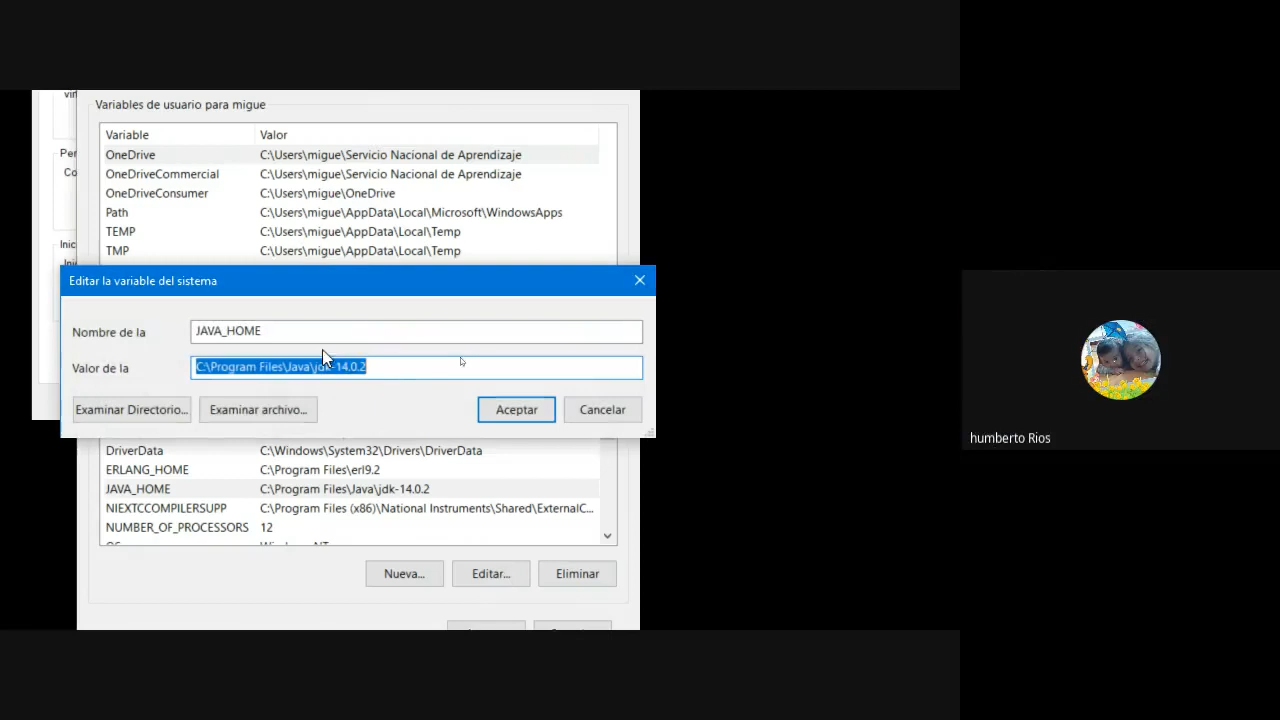 Variables de usuario para migue
Per
Co
Variable Valor
OneDrive C:\Users\migue\Servicio Nacional de Aprendizaje
OneDriveCommercial C:\Users\migue\Servicio Nacional de Aprendizaje
OneDriveConsumer C:\Users\migue\OneDrive
Path C:\Users\migue\AppData\Local\Microsoft\WindowsApps
TEMP C:\Users\migue\AppData\Local\Temp
Inic
TMP C:\Users\migue\AppData\Local\Temp
Editar la variable del sistema
Nombre de la JAVA_HOME
Valor de la C:\Program Files\Java\jdk-14.0.2
Examinar Directorio... Examinar archivo... Aceptar Cancelar
DriverData C:\Windows\System32\Drivers\DriverData
ERLANG_HOME C:\Program Files\erl9.2
JAVA_HOME C:\Program Files\Java\jdk-14.0.2
NIEXTCCOMPILERSUPP C:\Program Files (x86)\National Instruments\Shared\ExternalC...
NUMBER_OF_PROCESSORS 12
Nueva... Editar... Eliminar
humberto Rios